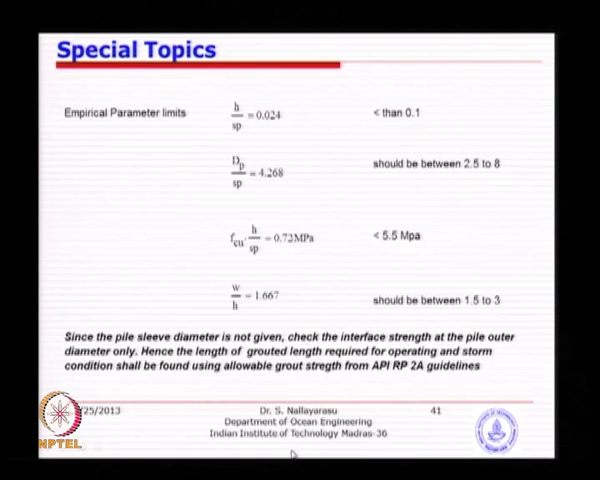 Special Topics
Empirical Parameter limits
h/sp = 0.024
< than 0.1
Dp/sp = 4.268
should be between 2.5 to 8
fcu·h/sp = 0.73MPa
< 5.5 Mpa
w/h = 1.667
should be between 1.5 to 3
Since the pile sleeve diameter is not given, check the interface strength at the pile outer
diameter only. Hence the length of grouted length required for operating and storm
condition shall be found using allowable grout stregth from API RP 2A guidelines
/25/2013
Dr. S. Nallayarasu
41
Department of Ocean Engineering
Indian Institute of Technology Madras-36
NPTEL